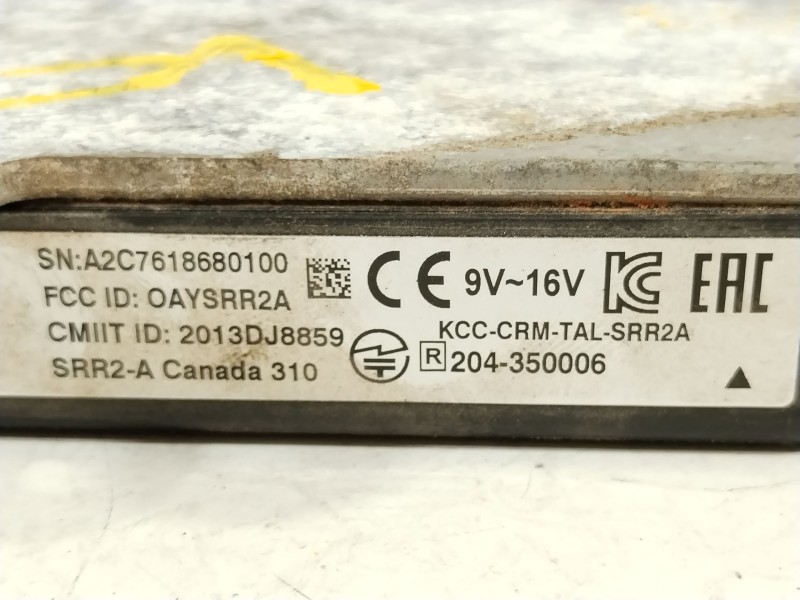 SN:A2C7618680100
FCC ID: OAYSRR2A
CMIIT ID: 2013DJ8859
SRR2-A Canada 310
CE 9V~16V KC EAC
KCC-CRM-TAL-SRR2A
R 204-350006